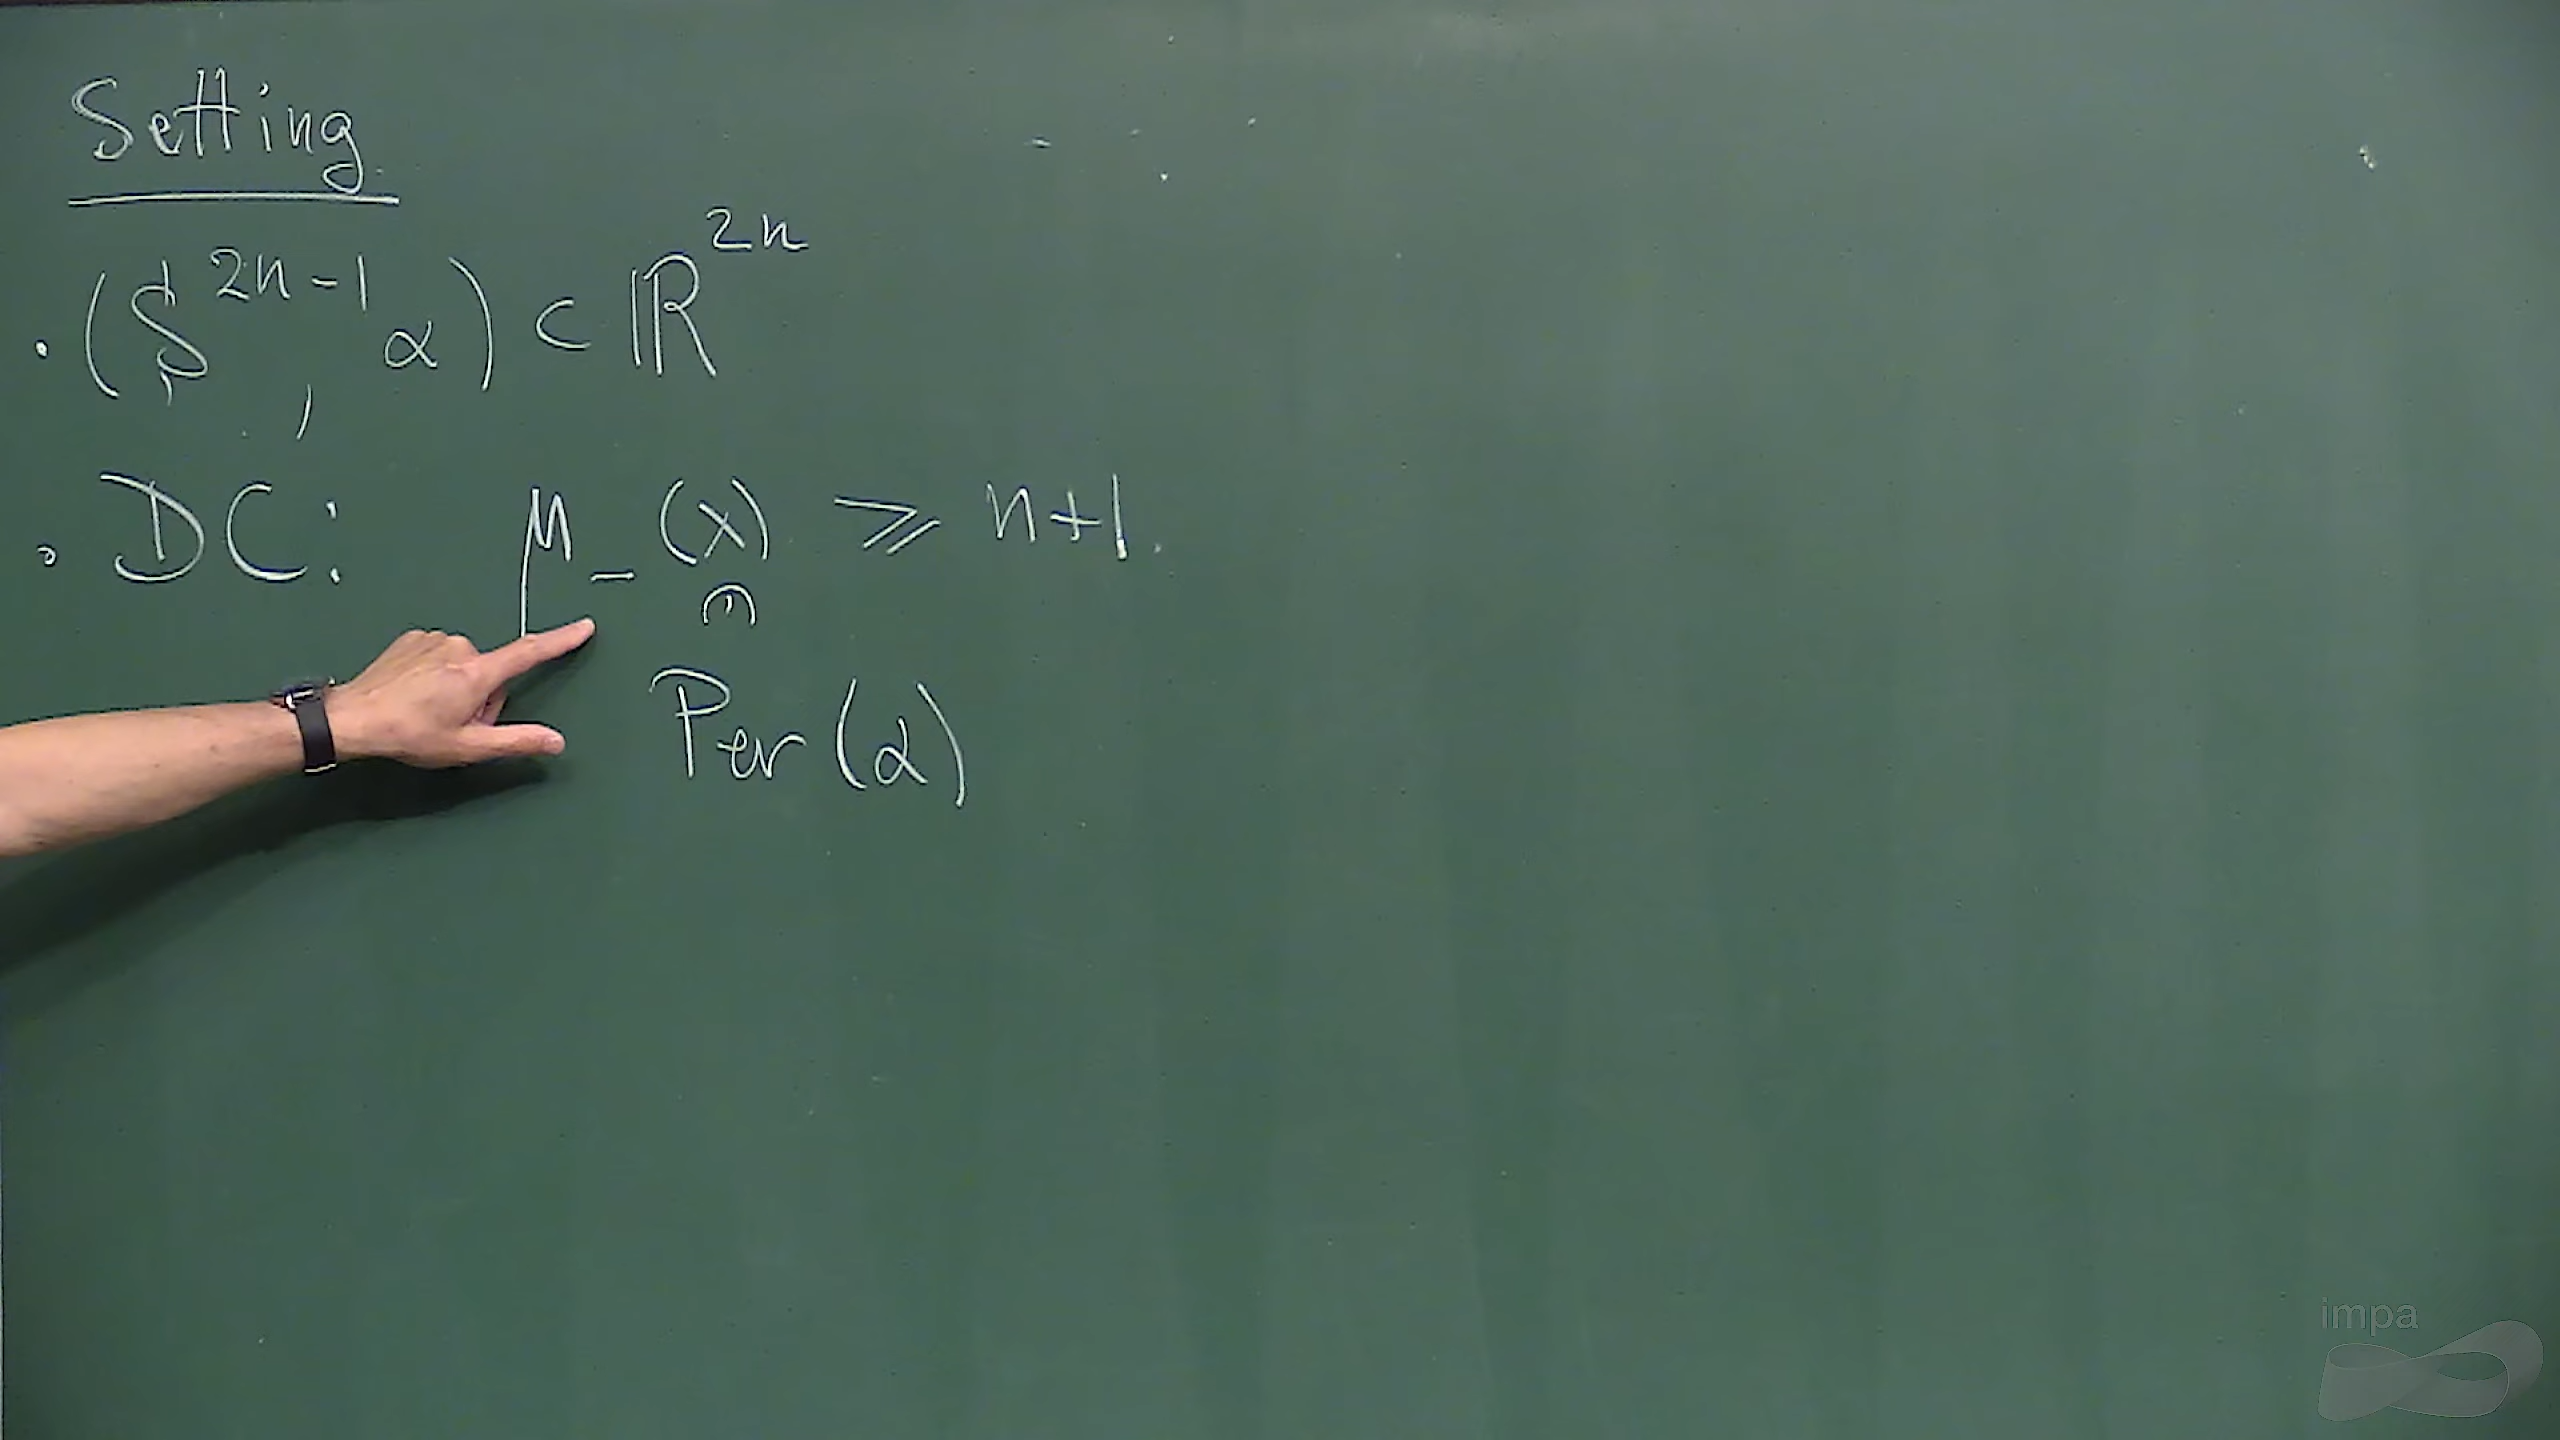 Setting
· (S^{2n-1}, α) ⊂ ℝ^{2n}
· DC: μ_-(x) ⩾ n+1.
∩
Per(α)
impa